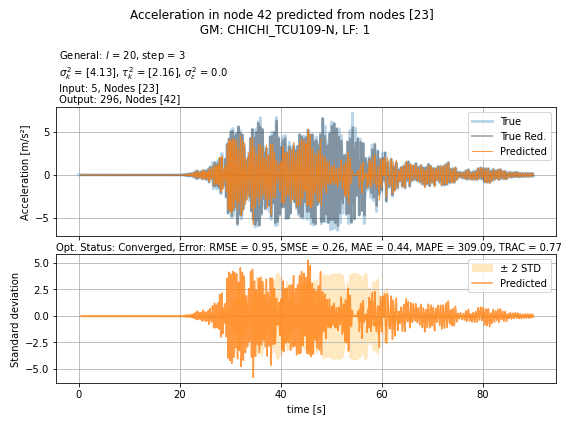 Acceleration in node 42 predicted from nodes [23]
GM: CHICHI_TCU109-N, LF: 1
General: l = 20, step = 3
σ²ₖ = [4.13], τ²ₖ = [2.16], σ²ε = 0.0
Input: 5, Nodes [23]
Output: 296, Nodes [42]
Acceleration [m/s²]
5
0
−5
True
True Red.
Predicted
Opt. Status: Converged, Error: RMSE = 0.95, SMSE = 0.26, MAE = 0.44, MAPE = 309.09, TRAC = 0.77
Standard deviation
5.0
2.5
0.0
−2.5
−5.0
± 2 STD
Predicted
0 20 40 60 80
time [s]